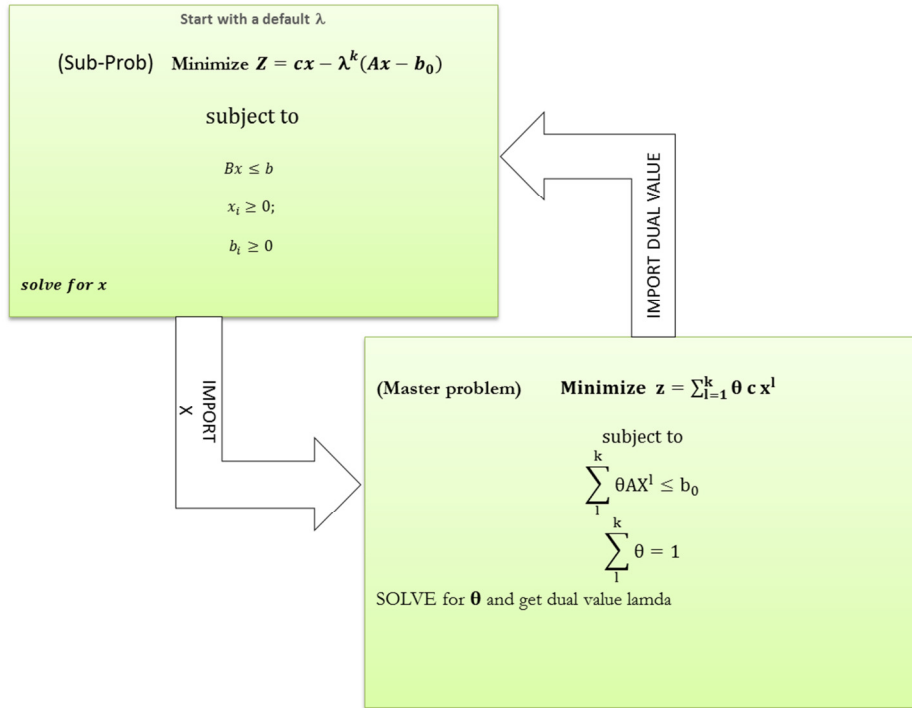 Start with a default λ
(Sub-Prob) Minimize Z = cx − λᵏ(Ax − b₀)
subject to
Bx ≤ b
xᵢ ≥ 0;
bᵢ ≥ 0
solve for x
IMPORT DUAL VALUE
IMPORT
X
(Master problem) Minimize z = ∑ₗ₌₁ᵏ θ c xˡ
subject to
∑ₗᵏ θAXˡ ≤ b₀
∑ₗᵏ θ = 1
SOLVE for θ and get dual value lamda